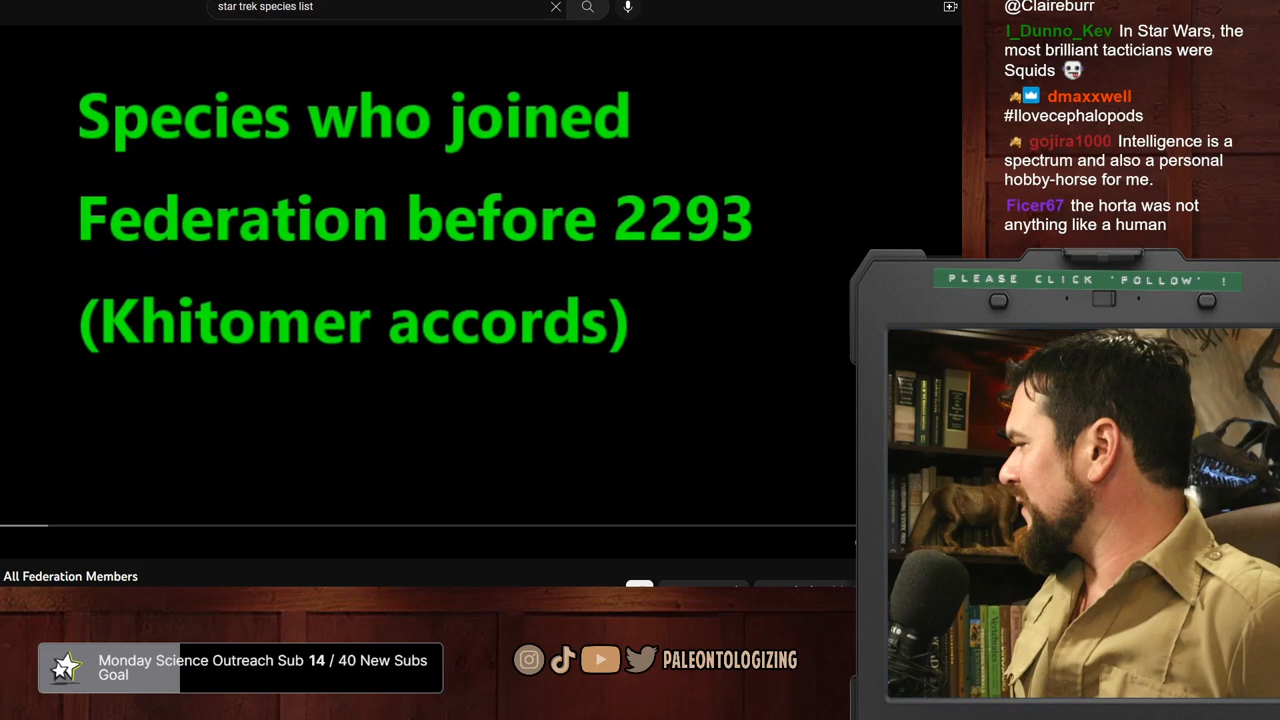 star trek species list
@Claireburr
I_Dunno_Kev In Star Wars, the
most brilliant tacticians were
Squids
dmaxxwell
#Ilovecephalopods
gojira1000 Intelligence is a
spectrum and also a personal
hobby-horse for me.
Ficer67 the horta was not
anything like a human
Species who joined
Federation before 2293
(Khitomer accords)
PLEASE CLICK 'FOLLOW' !
All Federation Members
Monday Science Outreach Sub 14 / 40 New Subs
Goal
PALEONTOLOGIZING